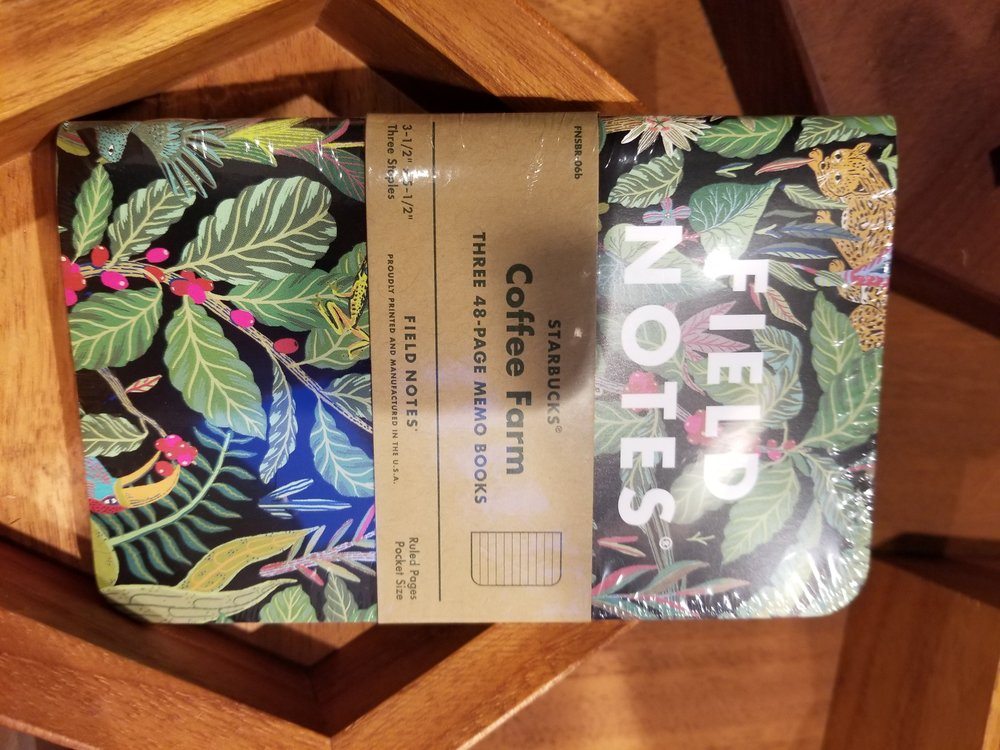 FIELD
NOTES®
FNSBR-06b
STARBUCKS®
Coffee Farm
THREE 48-PAGE MEMO BOOKS
3-1/2" 5-1/2"
Three Staples
FIELD NOTES
PROUDLY PRINTED AND MANUFACTURED IN THE U.S.A.
Ruled Pages
Pocket Size